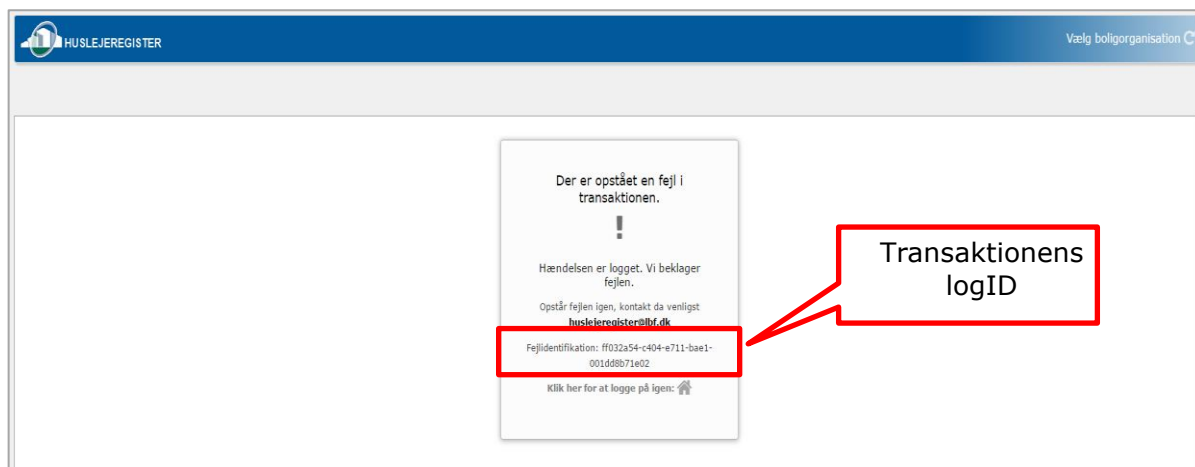 HUSLEJEREGISTER
Vælg boligorganisation
Der er opstået en fejl i
transaktionen.
!
Hændelsen er logget. Vi beklager
fejlen.
Opstår fejlen igen, kontakt da venligst
huslejeregister@lbf.dk
Fejlidentifikation: ff032a54-c404-e711-bae1-
001dd8b71e02
Klik her for at logge på igen:
Transaktionens
logID